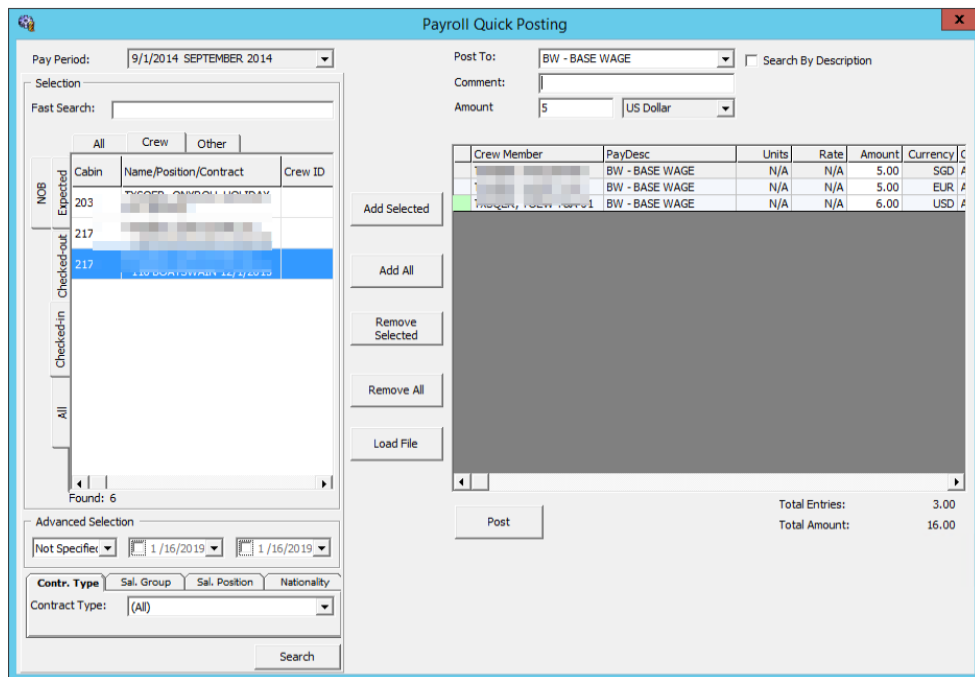 Payroll Quick Posting
x
Pay Period: 9/1/2014 SEPTEMBER 2014
Selection
Fast Search:
All Crew Other
NOB
Expected
Checked-out
Checked-in
All
Cabin Name/Position/Contract Crew ID
203
217
217
Found: 6
Advanced Selection
Not Specifiec 1 /16/2019 1 /16/2019
Contr. Type Sal. Group Sal. Position Nationality
Contract Type: (All)
Search
Add Selected
Add All
Remove
Selected
Remove All
Load File
Post To: BW - BASE WAGE Search By Description
Comment:
Amount 5 US Dollar
Crew Member PayDesc Units Rate Amount Currency
BW - BASE WAGE N/A N/A 5.00 SGD
BW - BASE WAGE N/A N/A 5.00 EUR
BW - BASE WAGE N/A N/A 6.00 USD
Post
Total Entries: 3.00
Total Amount: 16.00